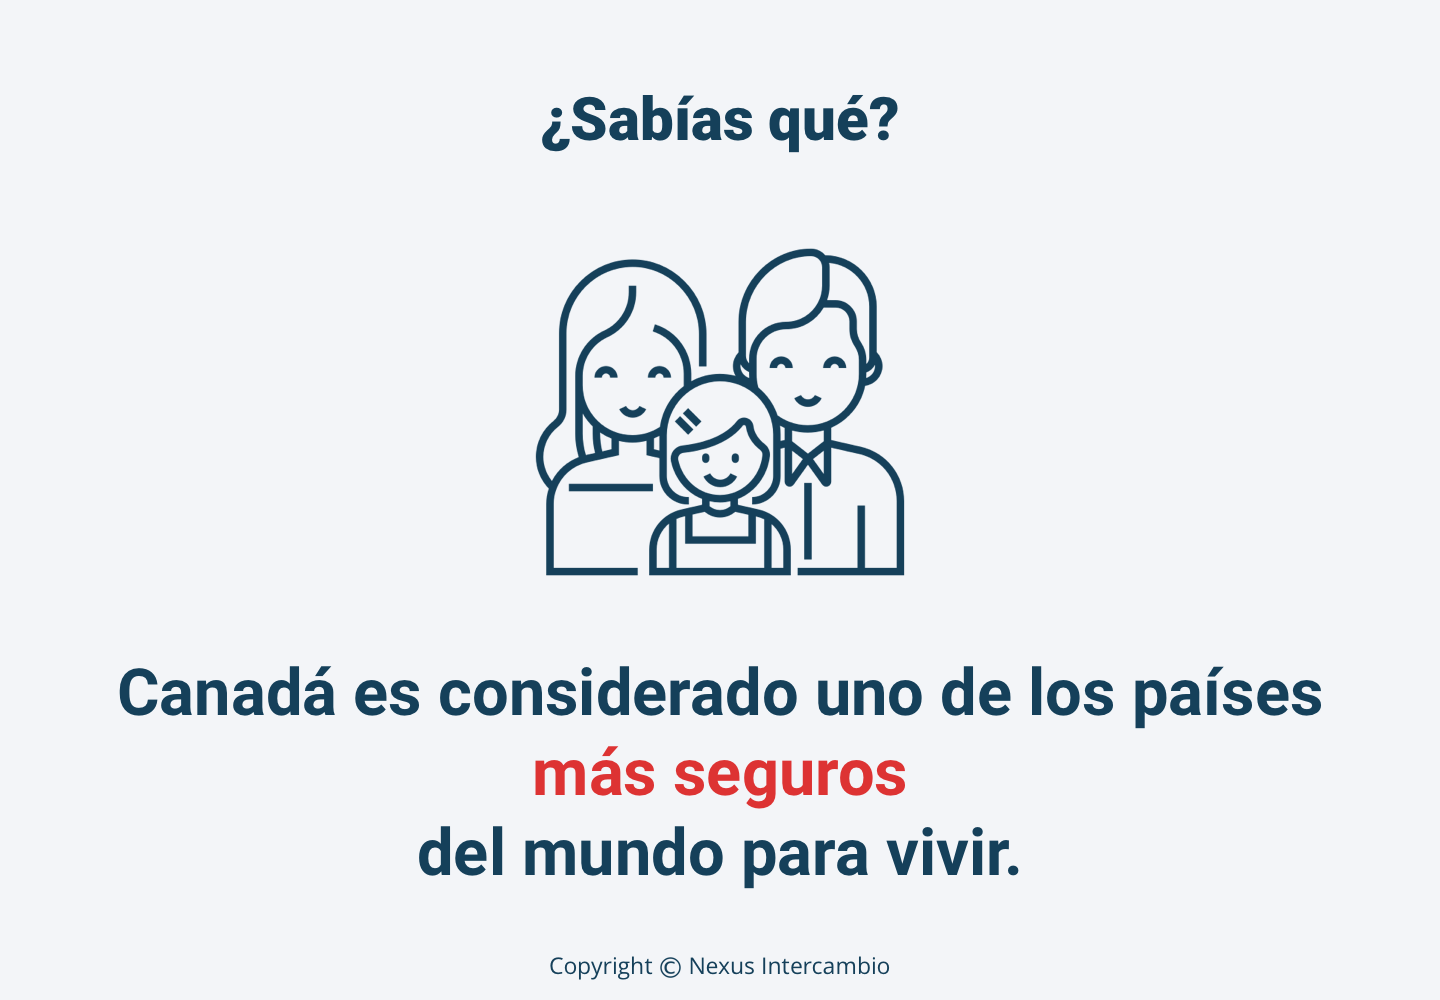 ¿Sabías qué?
Canadá es considerado uno de los países
más seguros
del mundo para vivir.
Copyright © Nexus Intercambio